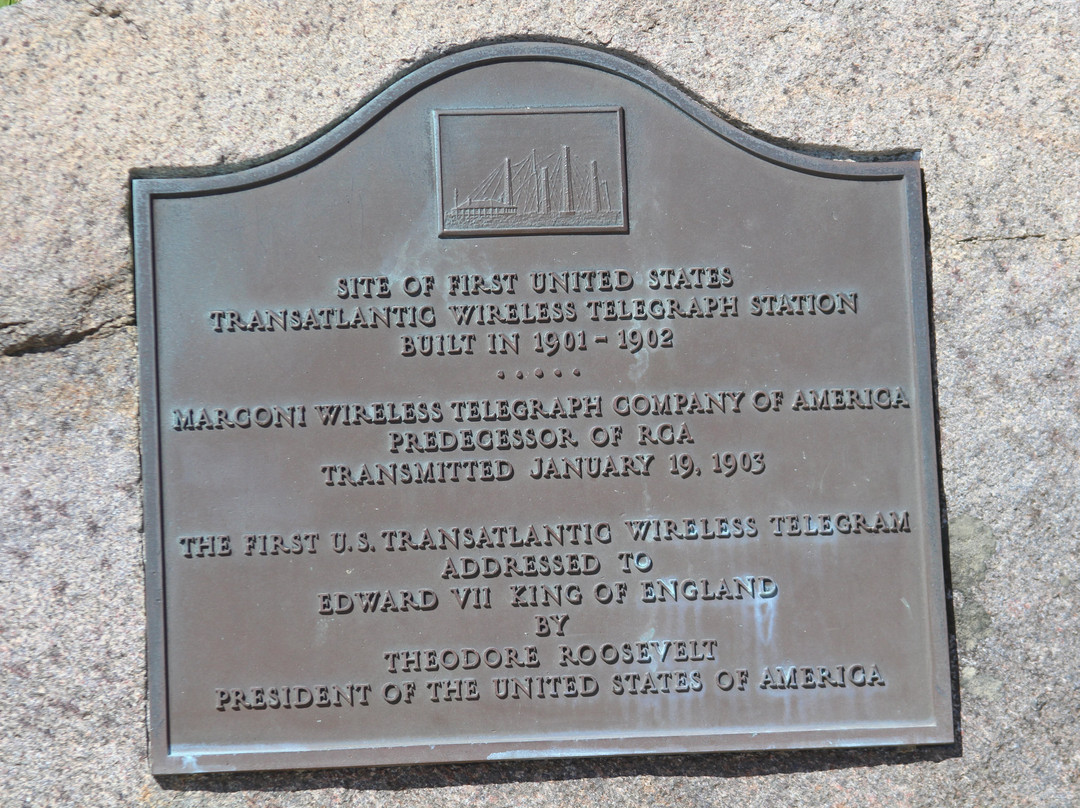 SITE OF FIRST UNITED STATES
TRANSATLANTIC WIRELESS TELEGRAPH STATION
BUILT IN 1901 - 1902
MARCONI WIRELESS TELEGRAPH COMPANY OF AMERICA
PREDECESSOR OF RCA
TRANSMITTED JANUARY 19, 1903
THE FIRST U.S. TRANSATLANTIC WIRELESS TELEGRAM
ADDRESSED TO
EDWARD VII KING OF ENGLAND
BY
THEODORE ROOSEVELT
PRESIDENT OF THE UNITED STATES OF AMERICA